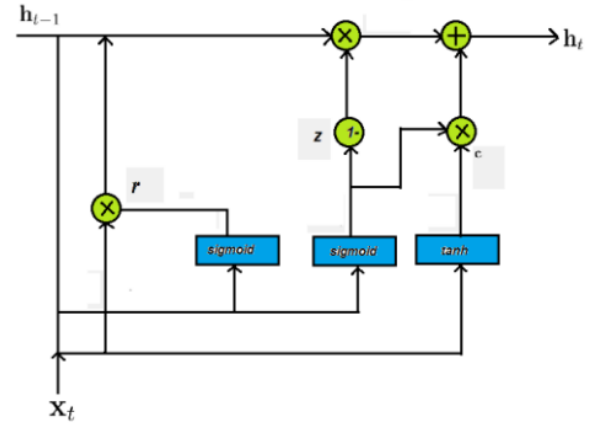 h_{t-1}
× + h_t
z 1- × c
r
×
sigmoid sigmoid tanh
x_t